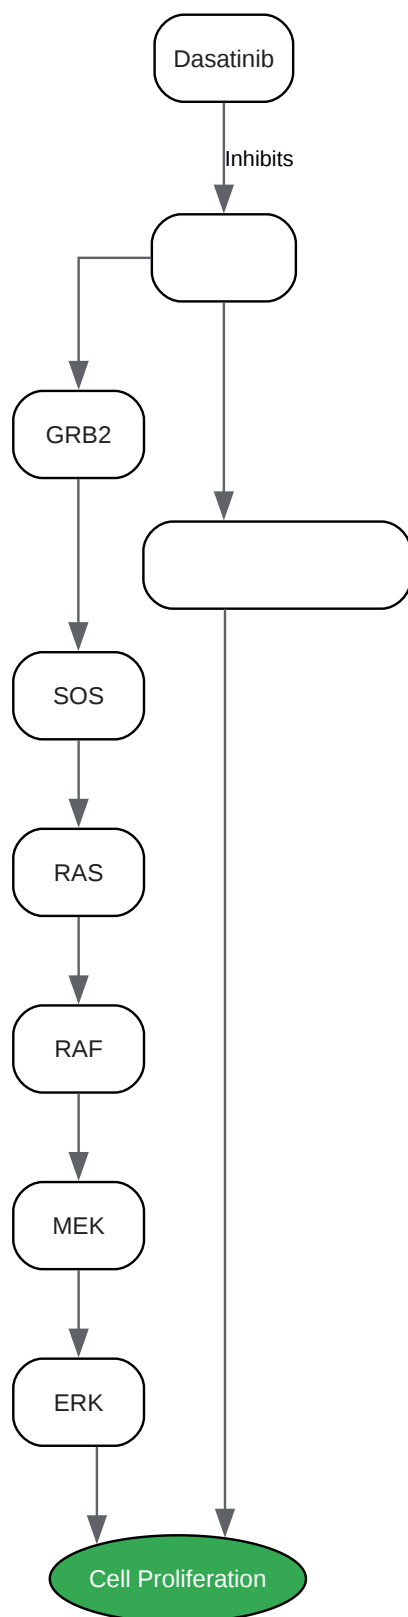 Dasatinib
Inhibits
GRB2
SOS
RAS
RAF
MEK
ERK
Cell Proliferation